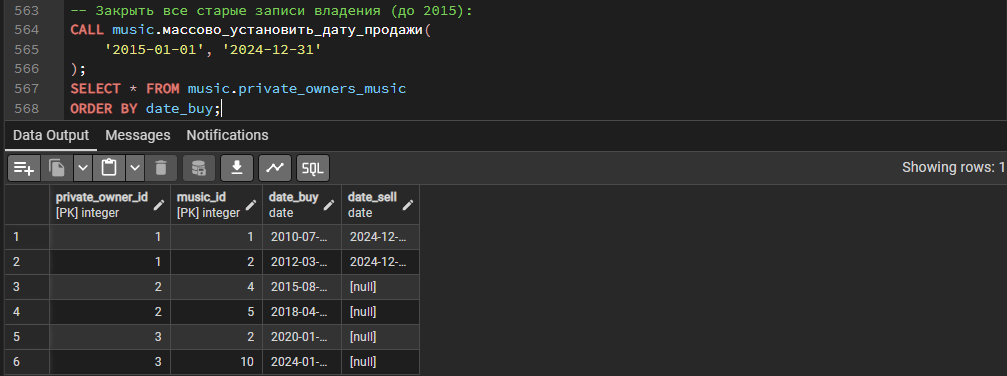 563 -- Закрыть все старые записи владения (до 2015):
564 CALL music.массово_установить_дату_продажи(
565 '2015-01-01', '2024-12-31'
566 );
567 SELECT * FROM music.private_owners_music
568 ORDER BY date_buy;
Data Output Messages Notifications
SQL Showing rows: 1
private_owner_id music_id date_buy date_sell
[PK] integer [PK] integer date date
1 1 1 2010-07-... 2024-12-...
2 1 2 2012-03-... 2024-12-...
3 2 4 2015-08-... [null]
4 2 5 2018-04-... [null]
5 3 2 2020-01-... [null]
6 3 10 2024-01-... [null]